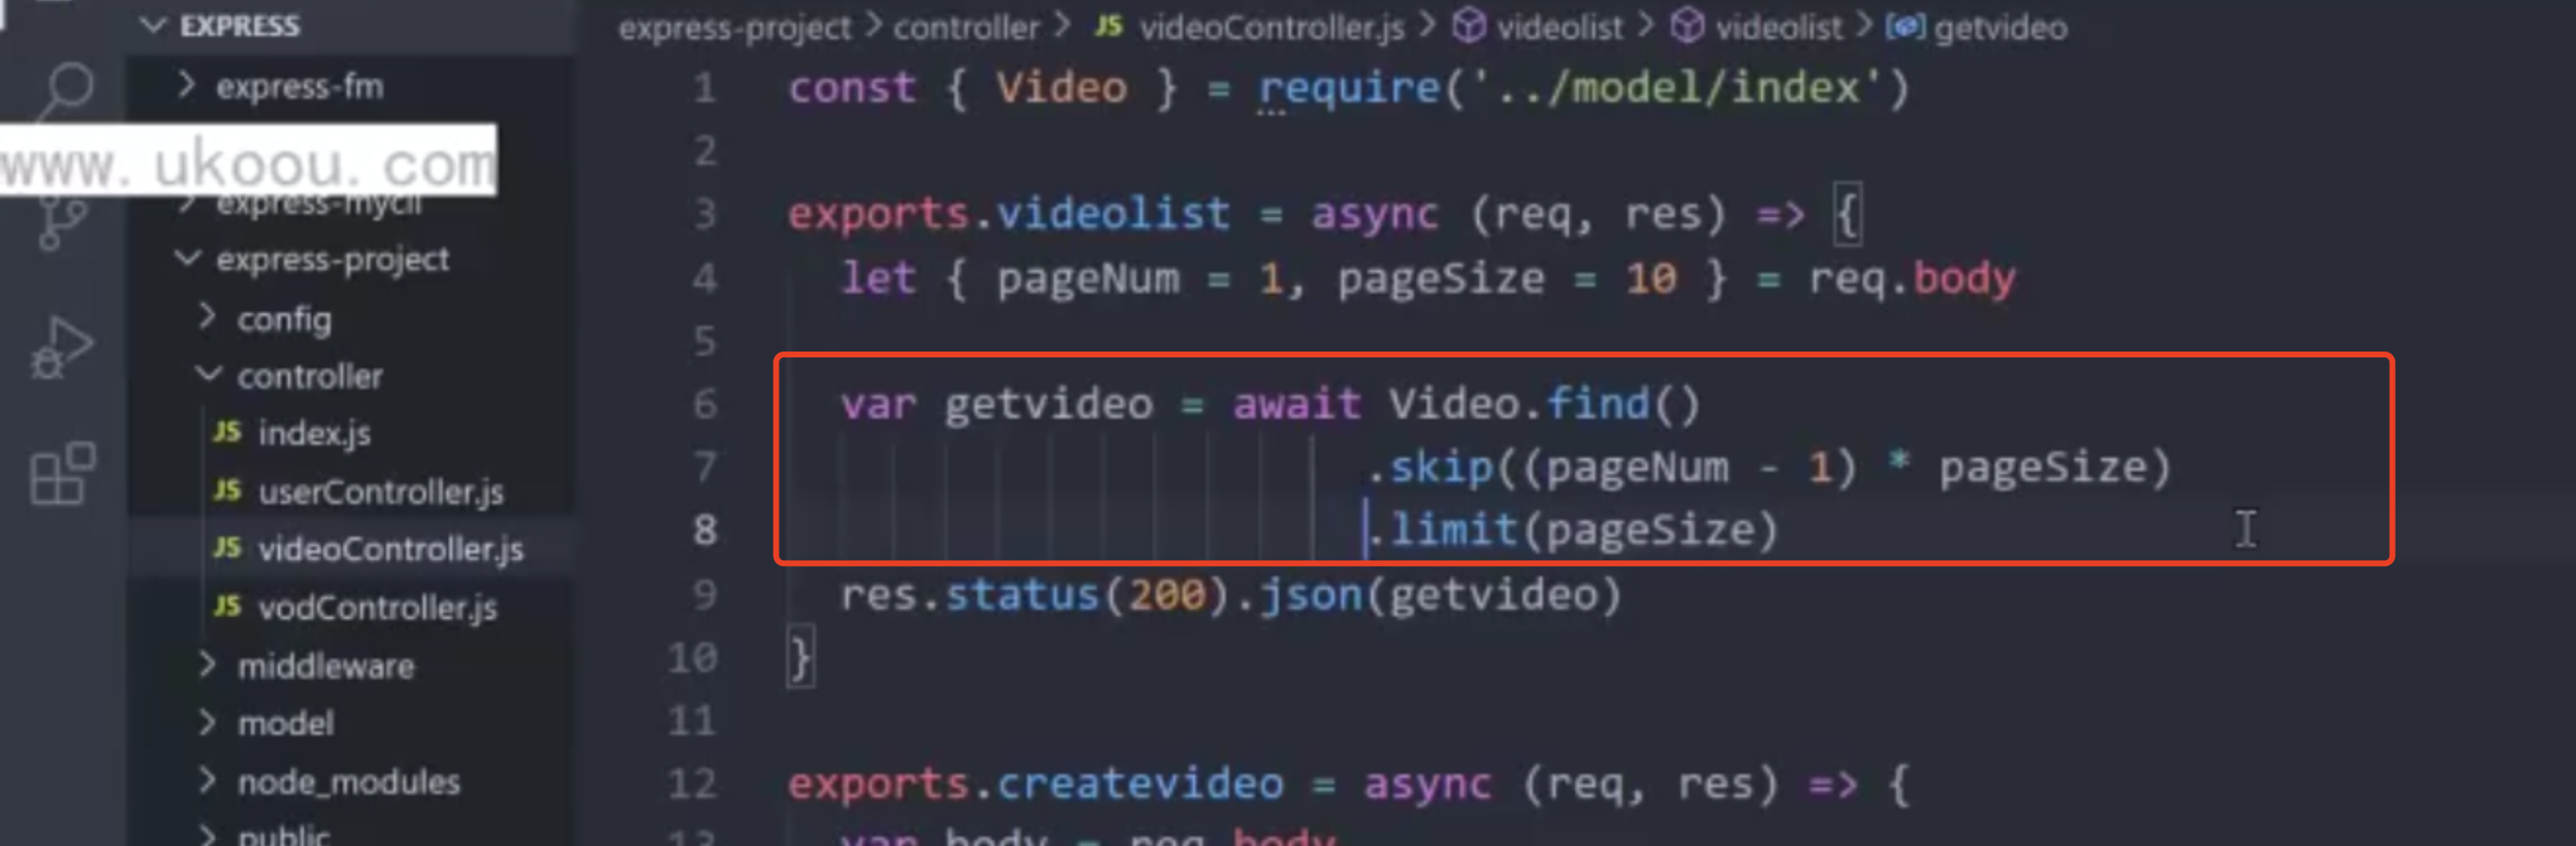 EXPRESS
express-fm
www. ukoou. com
express-mycli
express-project
config
controller
JS index.js
JS userController.js
JS videoController.js
JS vodController.js
middleware
model
node_modules
public
express-project > controller > JS videoController.js > videolist > videolist > getvideo
1 const { Video } = require('../model/index')
2
3 exports.videolist = async (req, res) => {
4 let { pageNum = 1, pageSize = 10 } = req.body
5
6 var getvideo = await Video.find()
7 .skip((pageNum - 1) * pageSize)
8 .limit(pageSize)
9 res.status(200).json(getvideo)
10 }
11
12 exports.createvideo = async (req, res) => {
13 var body = req.body